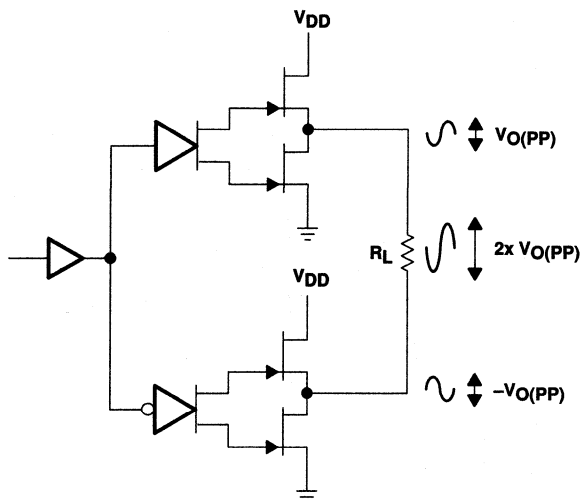 VDD
VO(PP)
RL
2x VO(PP)
VDD
–VO(PP)